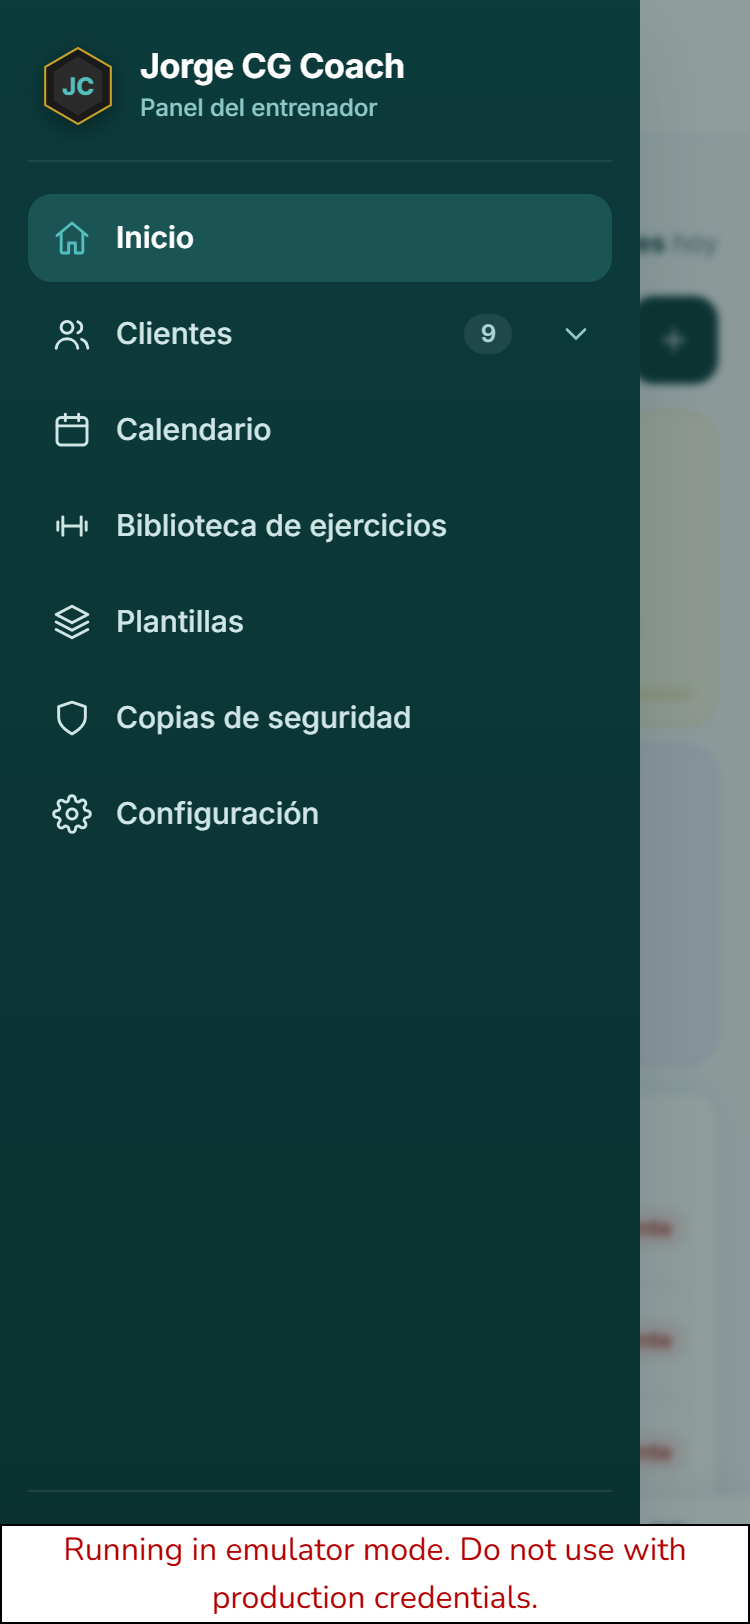 JC
Jorge CG Coach
Panel del entrenador
Inicio
hoy
Clientes 9
Calendario
Biblioteca de ejercicios
Plantillas
Copias de seguridad
Configuración
Running in emulator mode. Do not use with
production credentials.